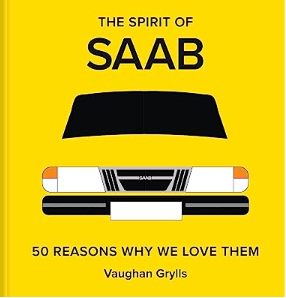 THE SPIRIT OF
SAAB
SAAB
50 REASONS WHY WE LOVE THEM
Vaughan Grylls